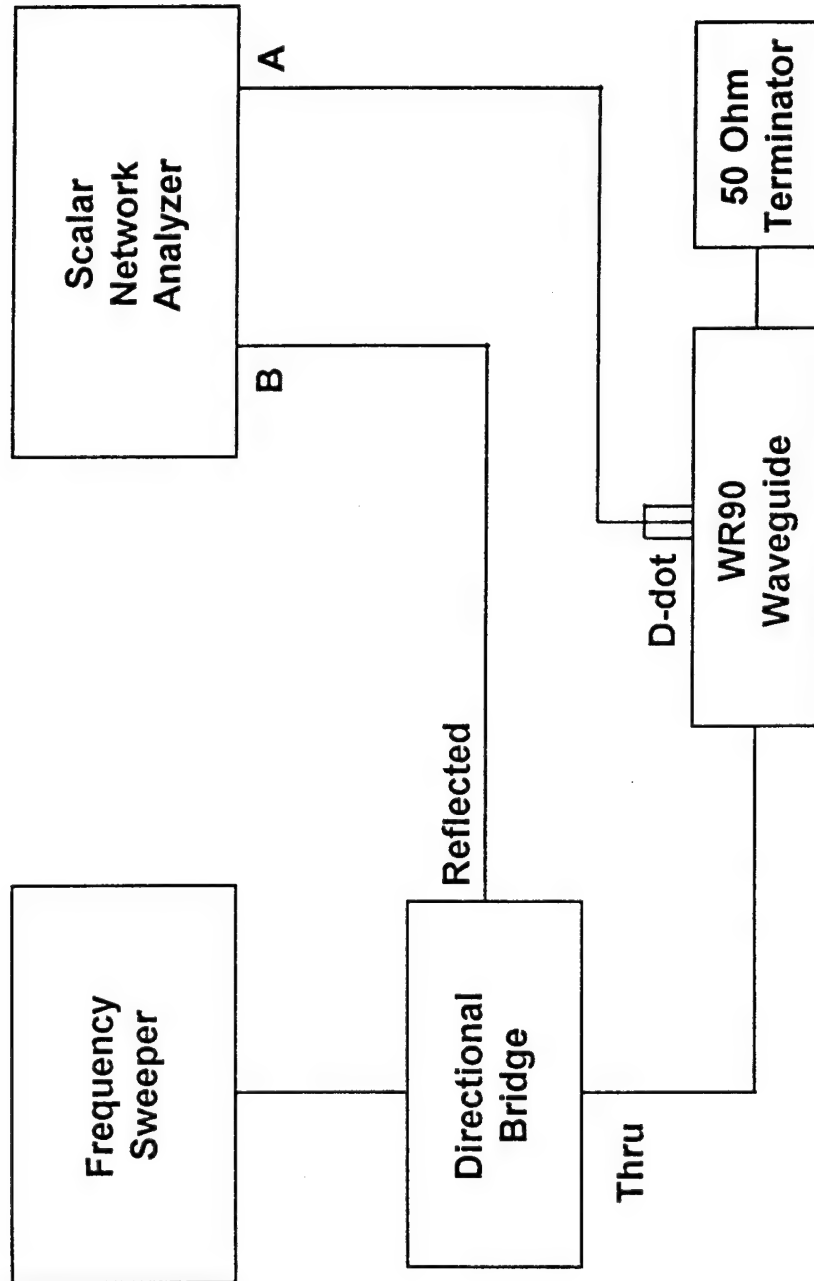 Frequency
Sweeper
Scalar
Network
Analyzer
B
A
Directional
Bridge
Reflected
Thru
D-dot
WR90
Waveguide
50 Ohm
Terminator